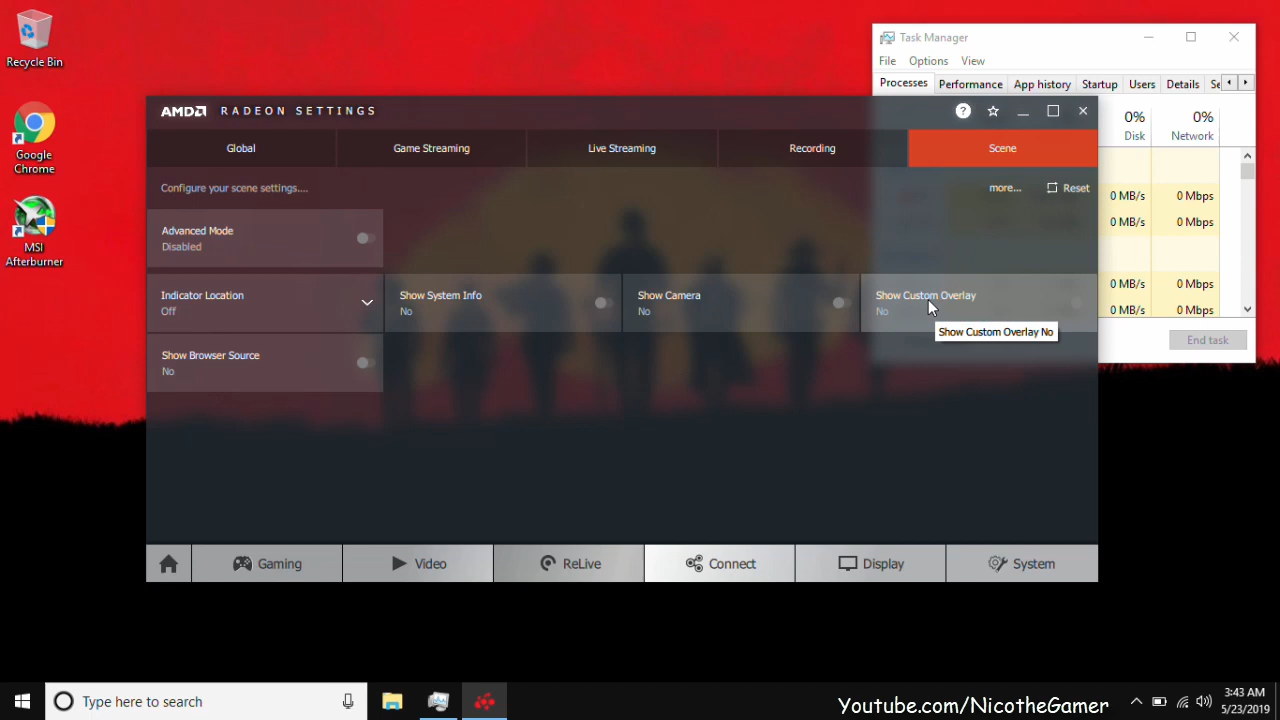 Recycle Bin
Google
Chrome
MSI
Afterburner
Task Manager
File Options View
Processes Performance App history Startup Users Details Se
0% 0%
Disk Network
0 MB/s 0 Mbps
0 MB/s 0 Mbps
0 MB/s 0 Mbps
0 MB/s 0 Mbps
End task
AMD RADEON SETTINGS
?
Global Game Streaming Live Streaming Recording Scene
Configure your scene settings.... more... Reset
Advanced Mode
Disabled
Indicator Location Show System Info Show Camera Show Custom Overlay
Off No No No
Show Custom Overlay No
Show Browser Source
No
Gaming Video ReLive Connect Display System
Type here to search
Youtube.com/NicotheGamer
3:43 AM
5/23/2019